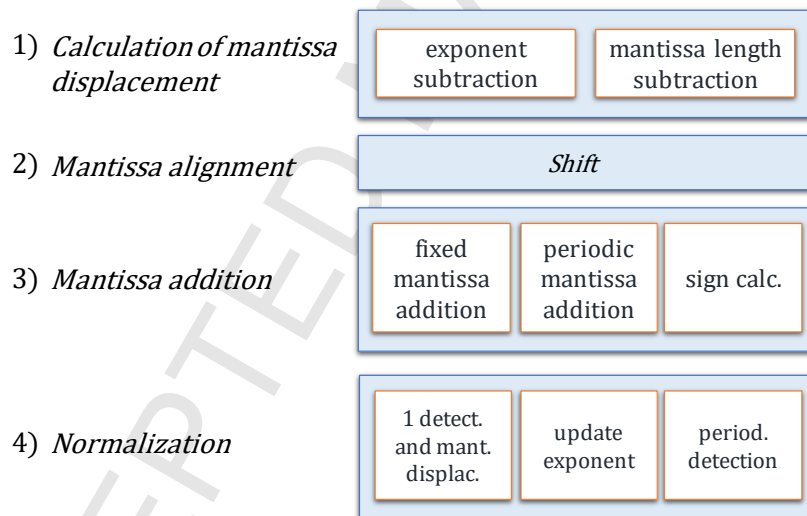 1) Calculation of mantissa
displacement
exponent
subtraction
mantissa length
subtraction
2) Mantissa alignment
Shift
3) Mantissa addition
fixed
mantissa
addition
periodic
mantissa
addition
sign calc.
4) Normalization
1 detect.
and mant.
displac.
update
exponent
period.
detection
EPTED M